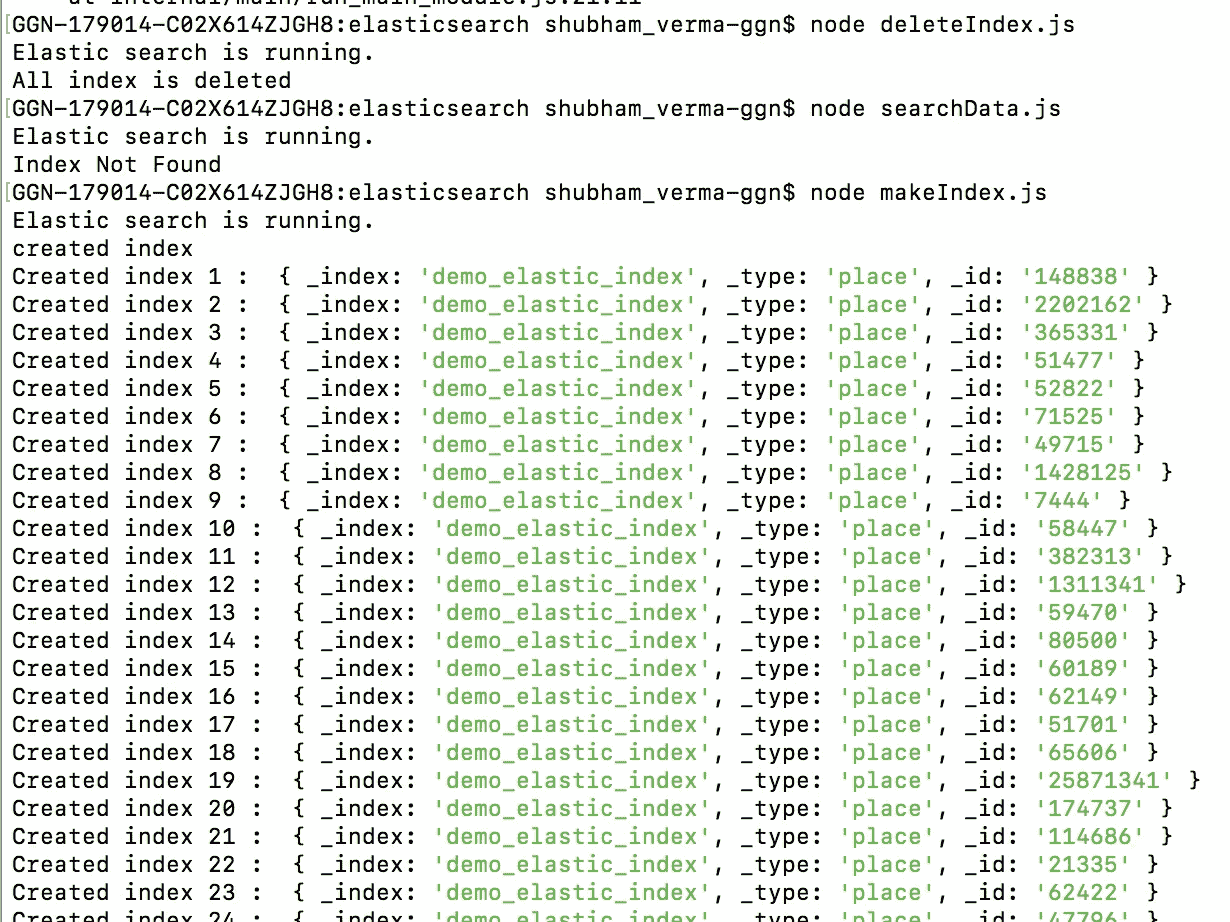 at internal/main/run_main_module.js:21:11
[GGN-179014-C02X614ZJGH8:elasticsearch shubham_verma-ggn$ node deleteIndex.js
Elastic search is running.
All index is deleted
[GGN-179014-C02X614ZJGH8:elasticsearch shubham_verma-ggn$ node searchData.js
Elastic search is running.
Index Not Found
[GGN-179014-C02X614ZJGH8:elasticsearch shubham_verma-ggn$ node makeIndex.js
Elastic search is running.
created index
Created index 1 :  { _index: 'demo_elastic_index', _type: 'place', _id: '148838' }
Created index 2 :  { _index: 'demo_elastic_index', _type: 'place', _id: '2202162' }
Created index 3 :  { _index: 'demo_elastic_index', _type: 'place', _id: '365331' }
Created index 4 :  { _index: 'demo_elastic_index', _type: 'place', _id: '51477' }
Created index 5 :  { _index: 'demo_elastic_index', _type: 'place', _id: '52822' }
Created index 6 :  { _index: 'demo_elastic_index', _type: 'place', _id: '71525' }
Created index 7 :  { _index: 'demo_elastic_index', _type: 'place', _id: '49715' }
Created index 8 :  { _index: 'demo_elastic_index', _type: 'place', _id: '1428125' }
Created index 9 :  { _index: 'demo_elastic_index', _type: 'place', _id: '7444' }
Created index 10 :  { _index: 'demo_elastic_index', _type: 'place', _id: '58447' }
Created index 11 :  { _index: 'demo_elastic_index', _type: 'place', _id: '382313' }
Created index 12 :  { _index: 'demo_elastic_index', _type: 'place', _id: '1311341' }
Created index 13 :  { _index: 'demo_elastic_index', _type: 'place', _id: '59470' }
Created index 14 :  { _index: 'demo_elastic_index', _type: 'place', _id: '80500' }
Created index 15 :  { _index: 'demo_elastic_index', _type: 'place', _id: '60189' }
Created index 16 :  { _index: 'demo_elastic_index', _type: 'place', _id: '62149' }
Created index 17 :  { _index: 'demo_elastic_index', _type: 'place', _id: '51701' }
Created index 18 :  { _index: 'demo_elastic_index', _type: 'place', _id: '65606' }
Created index 19 :  { _index: 'demo_elastic_index', _type: 'place', _id: '25871341' }
Created index 20 :  { _index: 'demo_elastic_index', _type: 'place', _id: '174737' }
Created index 21 :  { _index: 'demo_elastic_index', _type: 'place', _id: '114686' }
Created index 22 :  { _index: 'demo_elastic_index', _type: 'place', _id: '21335' }
Created index 23 :  { _index: 'demo_elastic_index', _type: 'place', _id: '62422' }
Created index 24 :  { _index: 'demo_elastic_index', _type: 'place', _id: '47796' }